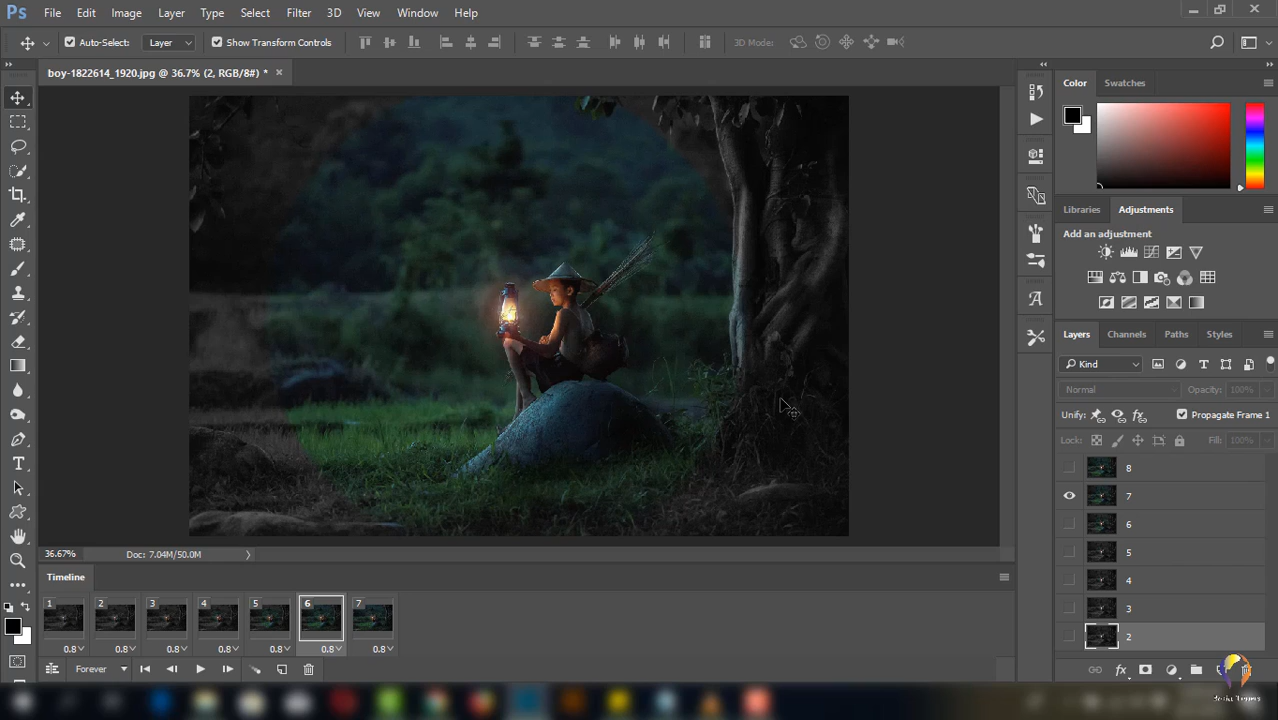 Ps File Edit Image Layer Type Select Filter 3D View Window Help
Auto-Select: Layer Show Transform Controls 3D Mode:
boy-1822614_1920.jpg @ 36.7% (2, RGB/8#) *
Color Swatches
Libraries Adjustments
Add an adjustment
Layers Channels Paths Styles
Kind
Normal Opacity: 100%
Unify: Propagate Frame 1
Lock: Fill: 100%
8
7
6
5
4
3
2
fx
36.67% Doc: 7.04M/50.0M
Timeline
1 2 3 4 5 6 7
0.8 0.8 0.8 0.8 0.8 0.8 0.8
Forever